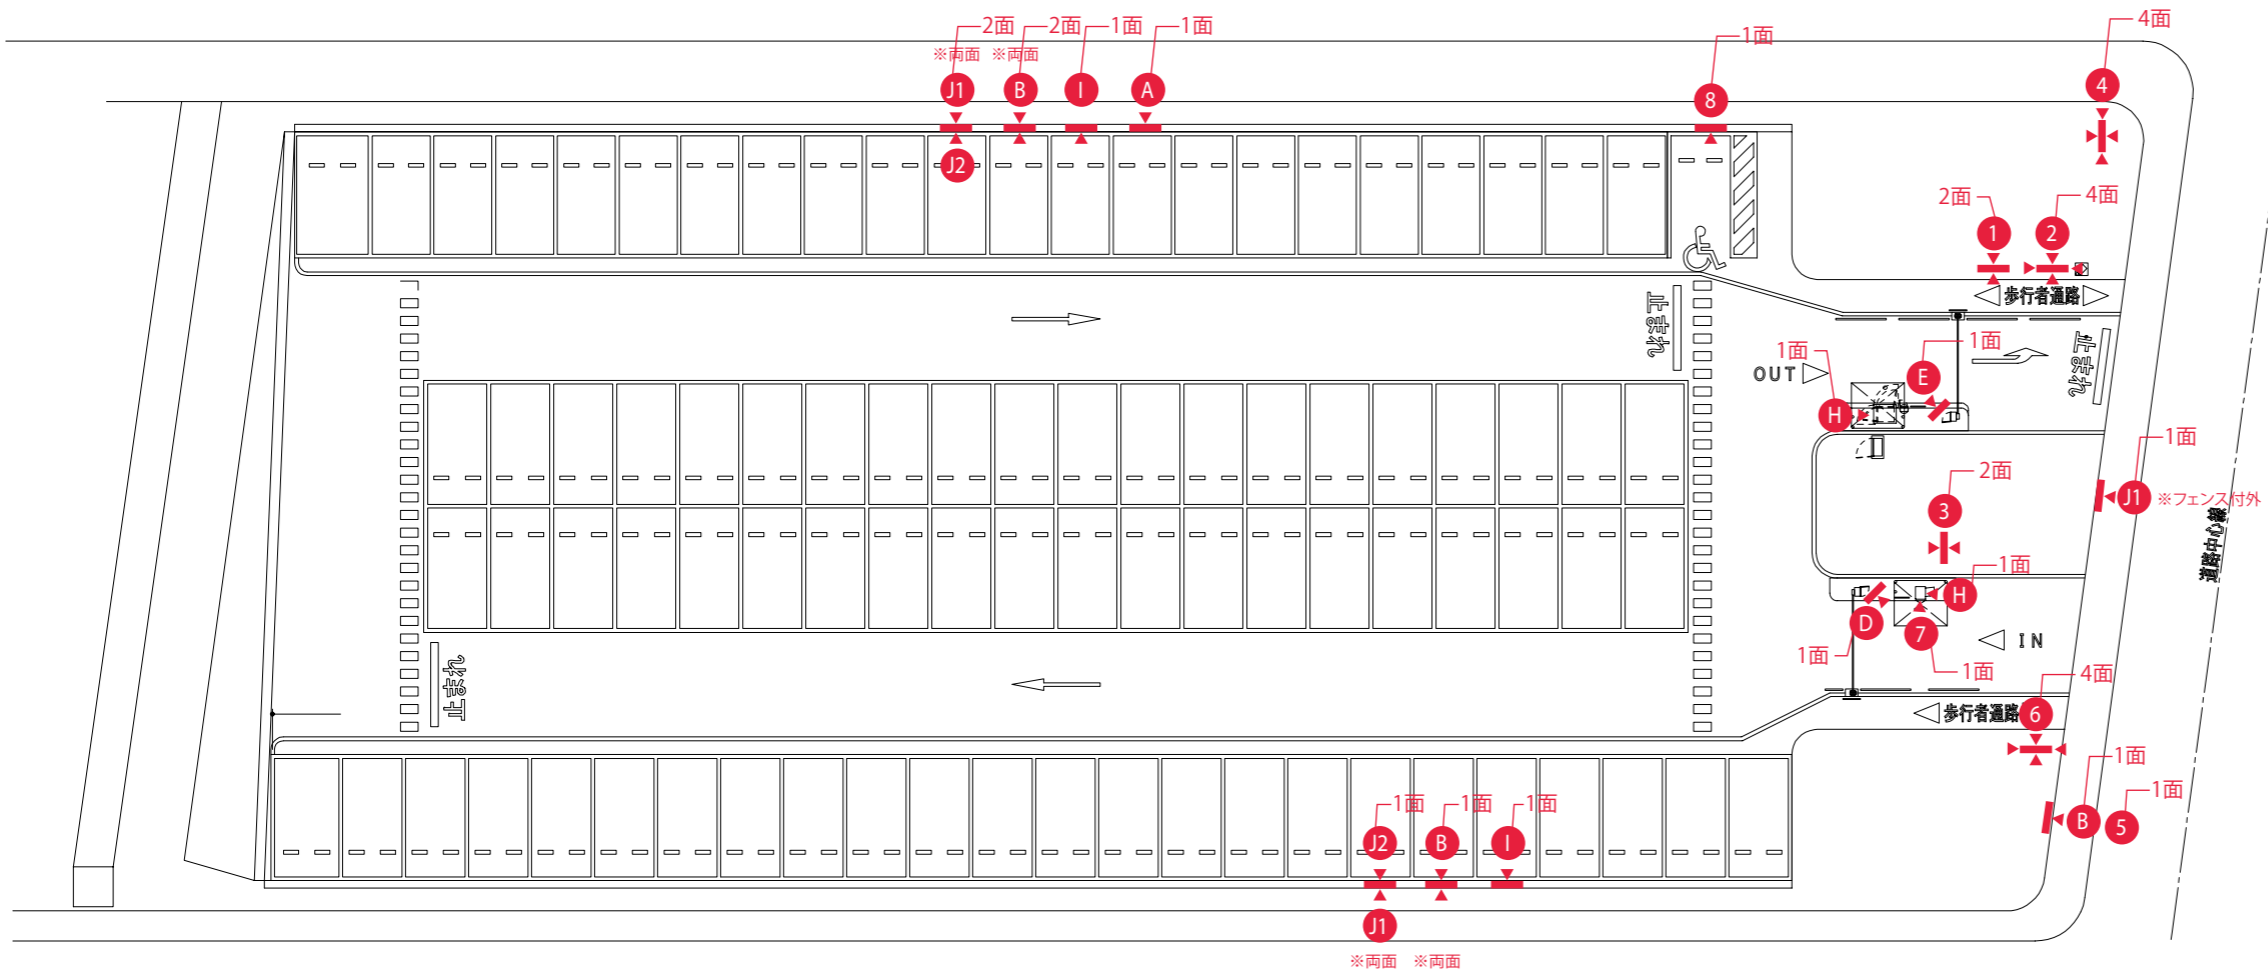 2面 2面 1面 1面
※両面 ※両面
J1 B I A
J2
1面
8
4面
4
2面 4面
1 2
歩行者通路
止まれ
止まれ
1面 1面
OUT
E
H
1面
J1 ※フェンス付外
2面
3
道路中心線
1面
H
D
7
1面 1面
IN
4面
歩行者通路 6
止まれ
1面
1面
B 5
1面 1面 1面
J2 B I
J1
※両面 ※両面